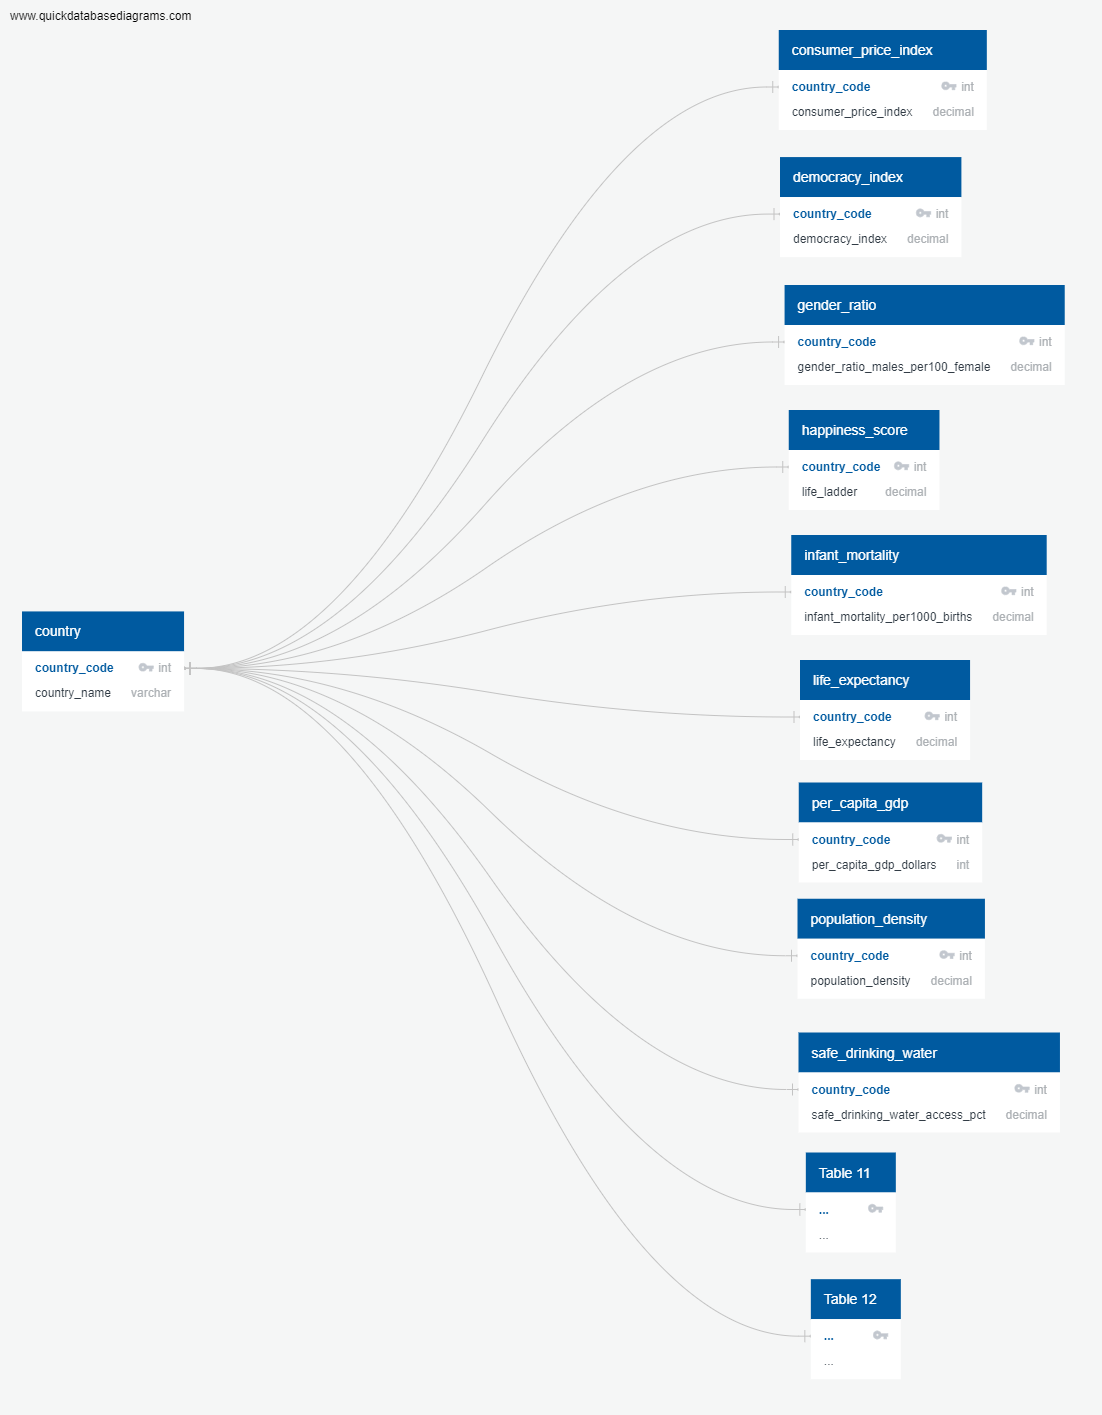 www.quickdatabasediagrams.com
consumer_price_index
country_code int
consumer_price_index decimal
democracy_index
country_code int
democracy_index decimal
gender_ratio
country_code int
gender_ratio_males_per100_female decimal
happiness_score
country_code int
life_ladder decimal
infant_mortality
country_code int
infant_mortality_per1000_births decimal
country
country_code int
country_name varchar
life_expectancy
country_code int
life_expectancy decimal
per_capita_gdp
country_code int
per_capita_gdp_dollars int
population_density
country_code int
population_density decimal
safe_drinking_water
country_code int
safe_drinking_water_access_pct decimal
Table 11
...
...
Table 12
...
...